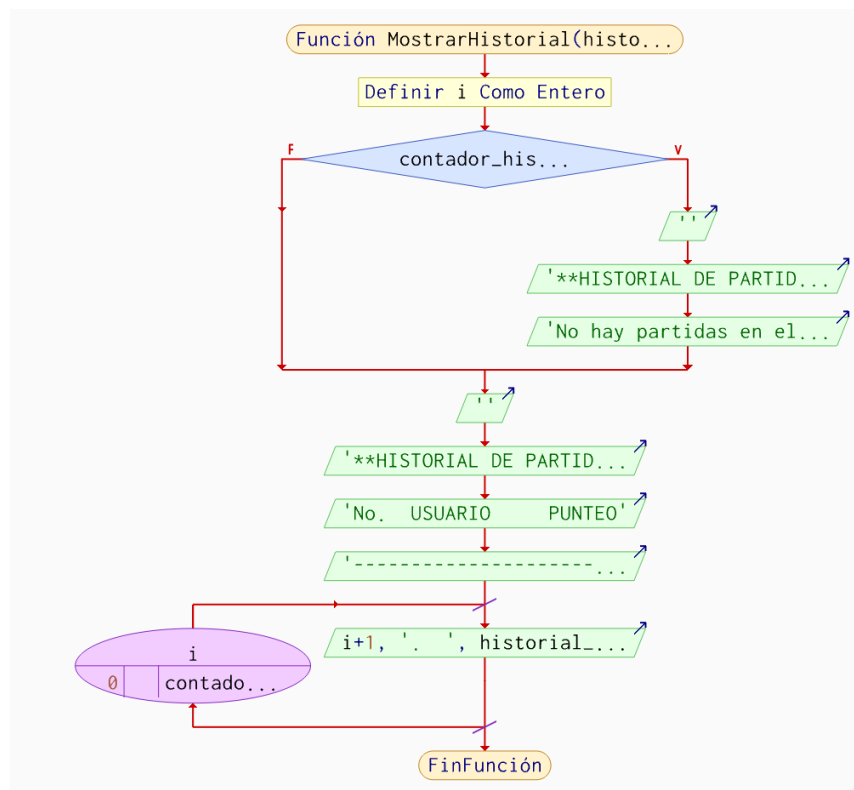 Función MostrarHistorial(histo...
Definir i Como Entero
F
V
contador_his...
''
'**HISTORIAL DE PARTID...
'No hay partidas en el...
''
'**HISTORIAL DE PARTID...
'No.  USUARIO     PUNTEO'
'---------------------...
i+1, '.  ', historial_...
i
0 contado...
FinFunción